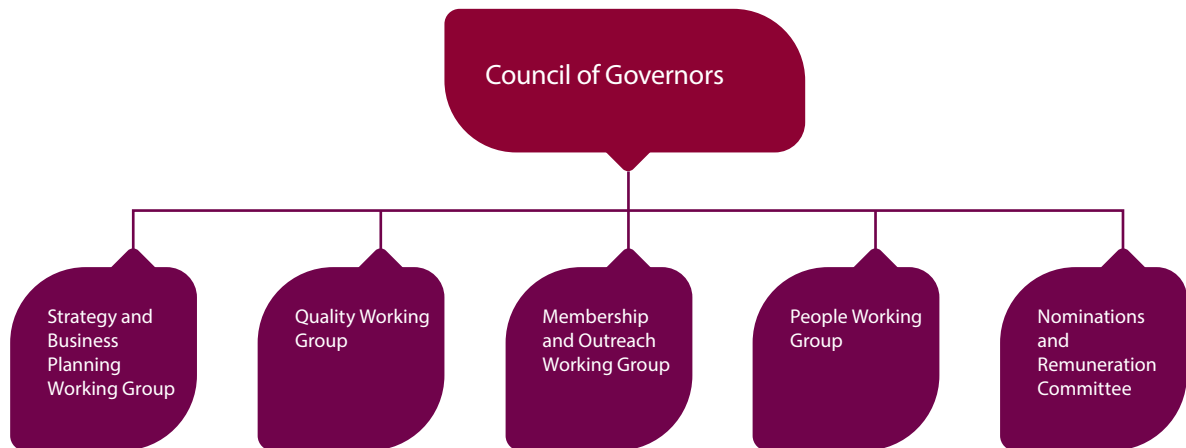 Council of Governors
Strategy and
Business
Planning
Working Group
Quality Working
Group
Membership
and Outreach
Working Group
People Working
Group
Nominations
and
Remuneration
Committee